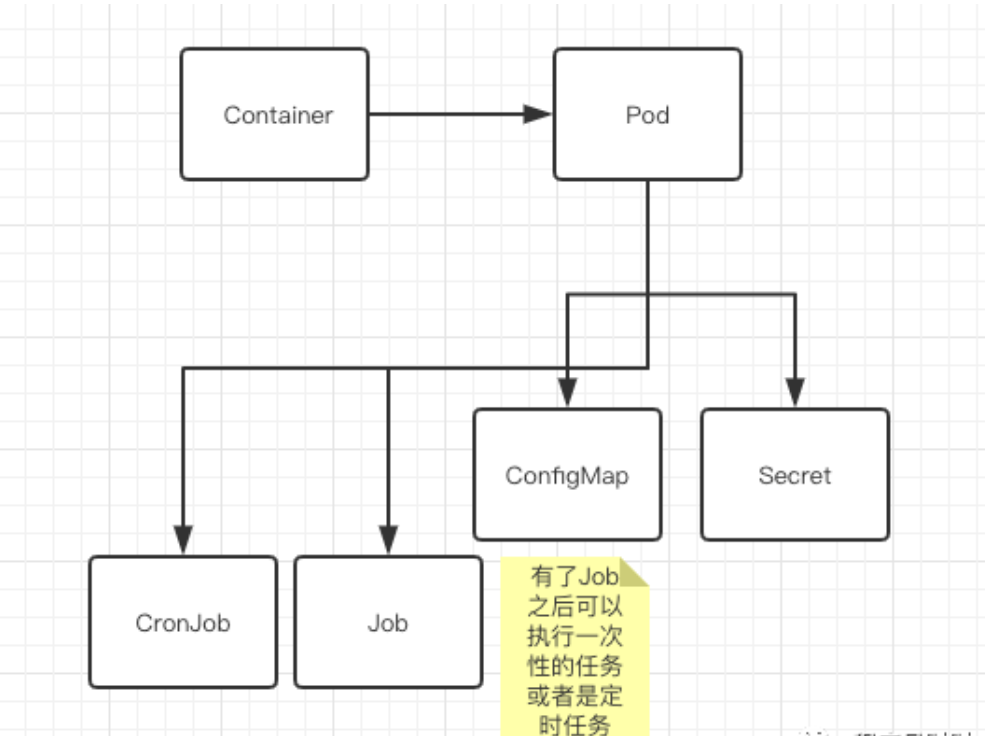 Container
Pod
ConfigMap
Secret
CronJob
Job
有了Job
之后可以
执行一次
性的任务
或者是定
时任务